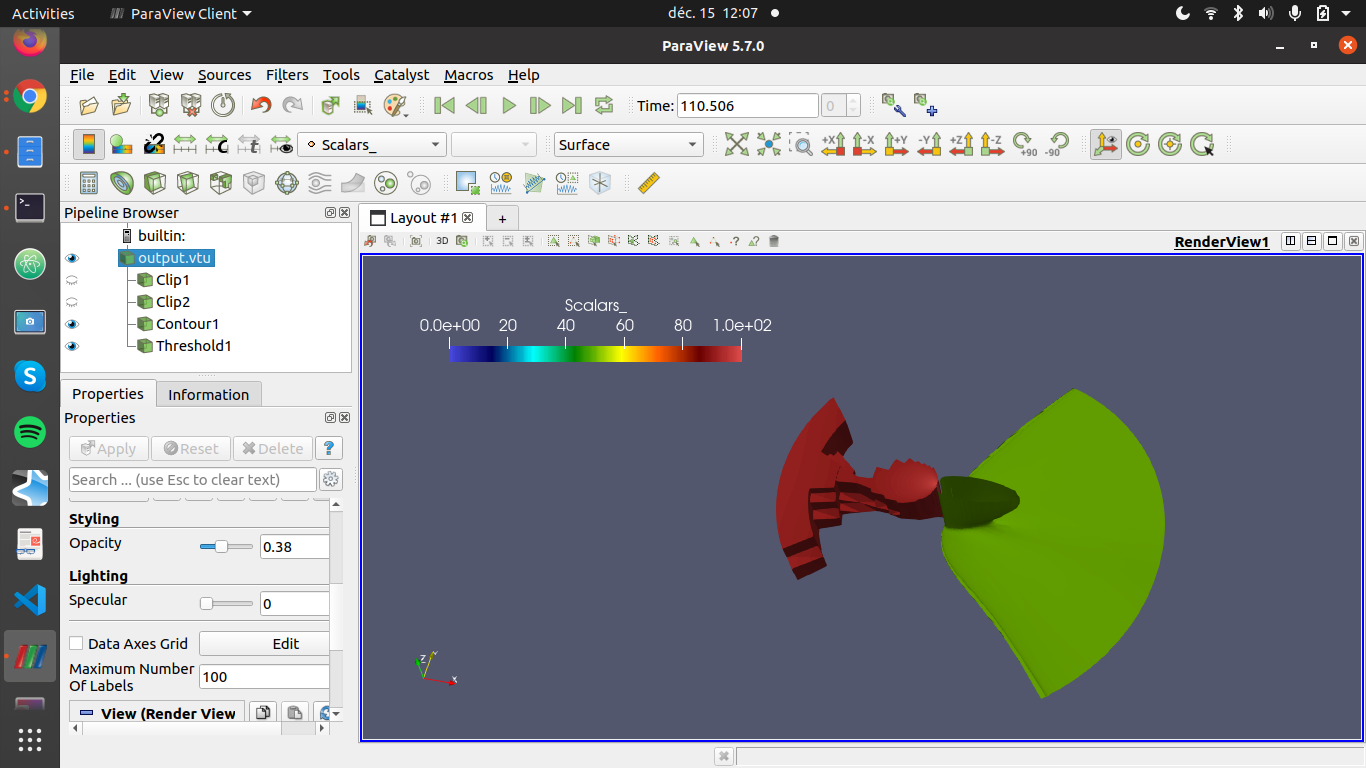 Activities
ParaView Client
déc. 15 12:07
ParaView 5.7.0
File Edit View Sources Filters Tools Catalyst Macros Help
Time: 110.506
0
Scalars_
Surface
+X -X +Y -Y +Z -Z +90 -90
Pipeline Browser
builtin:
output.vtu
Clip1
Clip2
Contour1
Threshold1
Properties
Information
Properties
Apply
Reset
Delete
?
Search ... (use Esc to clear text)
Styling
Opacity
0.38
Lighting
Specular
0
Data Axes Grid
Edit
Maximum Number
Of Labels
100
View (Render View
Layout #1
+
3D
RenderView1
Scalars_
0.0e+00 20 40 60 80 1.0e+02
Z
Y
X